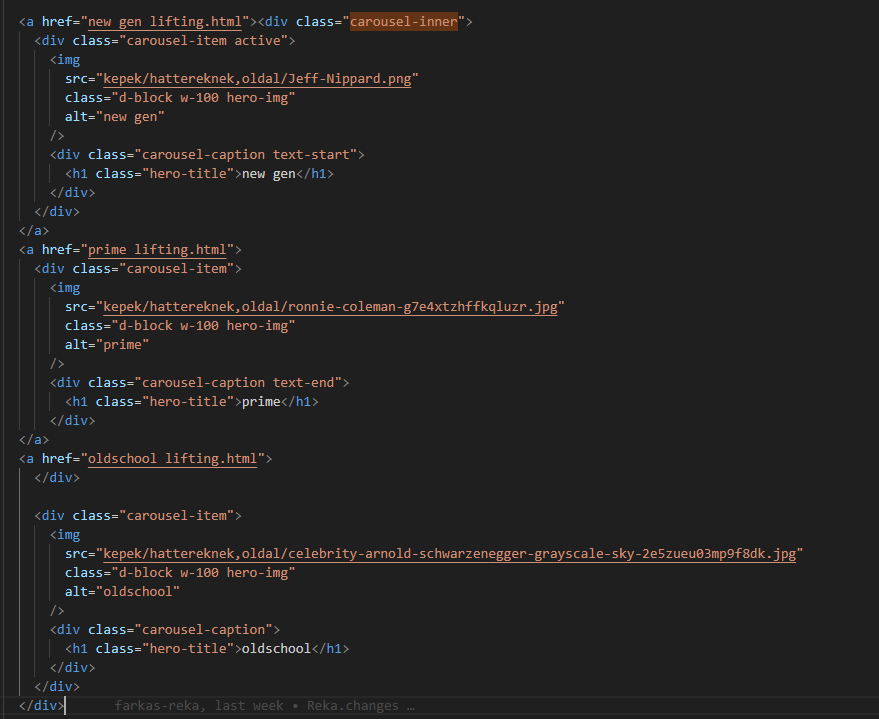 <a href="new gen lifting.html"><div class="carousel-inner">
<div class="carousel-item active">
<img
src="kepek/hattereknek,oldal/Jeff-Nippard.png"
class="d-block w-100 hero-img"
alt="new gen"
/>
<div class="carousel-caption text-start">
<h1 class="hero-title">new gen</h1>
</div>
</div>
</a>
<a href="prime lifting.html">
<div class="carousel-item">
<img
src="kepek/hattereknek,oldal/ronnie-coleman-g7e4xtzhffkqluzr.jpg"
class="d-block w-100 hero-img"
alt="prime"
/>
<div class="carousel-caption text-end">
<h1 class="hero-title">prime</h1>
</div>
</a>
<a href="oldschool lifting.html">
</div>
<div class="carousel-item">
<img
src="kepek/hattereknek,oldal/celebrity-arnold-schwarzenegger-grayscale-sky-2e5zueu03mp9f8dk.jpg"
class="d-block w-100 hero-img"
alt="oldschool"
/>
<div class="carousel-caption">
<h1 class="hero-title">oldschool</h1>
</div>
</div>
</div> farkas-reka, last week • Reka.changes …